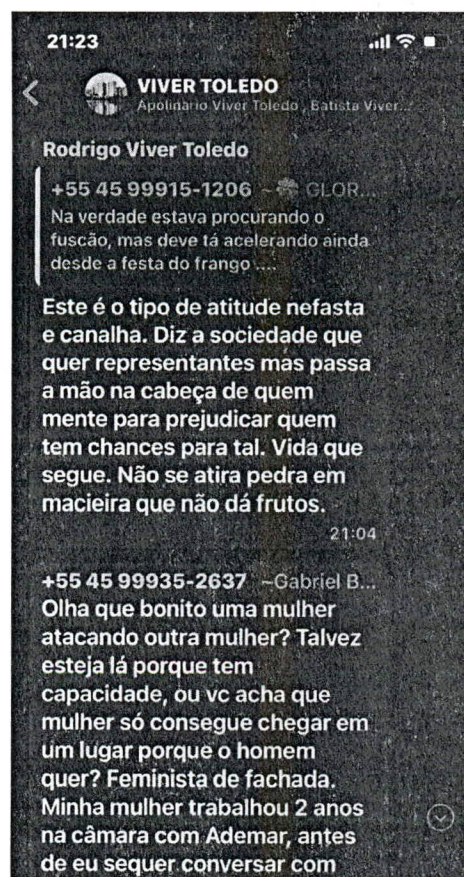 21:23
VIVER TOLEDO
Apolinário Viver Toledo, Batista Viver...
Rodrigo Viver Toledo
+55 45 99915-1206 ~ GLOR...
Na verdade estava procurando o
fuscão, mas deve tá acelerando ainda
desde a festa do frango ....
Este é o tipo de atitude nefasta
e canalha. Diz a sociedade que
quer representantes mas passa
a mão na cabeça de quem
mente para prejudicar quem
tem chances para tal. Vida que
segue. Não se atira pedra em
macieira que não dá frutos.
21:04
+55 45 99935-2637 ~Gabriel B...
Olha que bonito uma mulher
atacando outra mulher? Talvez
esteja lá porque tem
capacidade, ou vc acha que
mulher só consegue chegar em
um lugar porque o homem
quer? Feminista de fachada.
Minha mulher trabalhou 2 anos
na câmara com Ademar, antes
de eu sequer conversar com